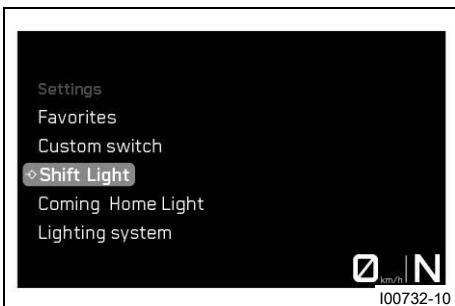 Settings
Favorites
Custom switch
Shift Light
Coming Home Light
Lighting system
0 km/h N
I00732-10